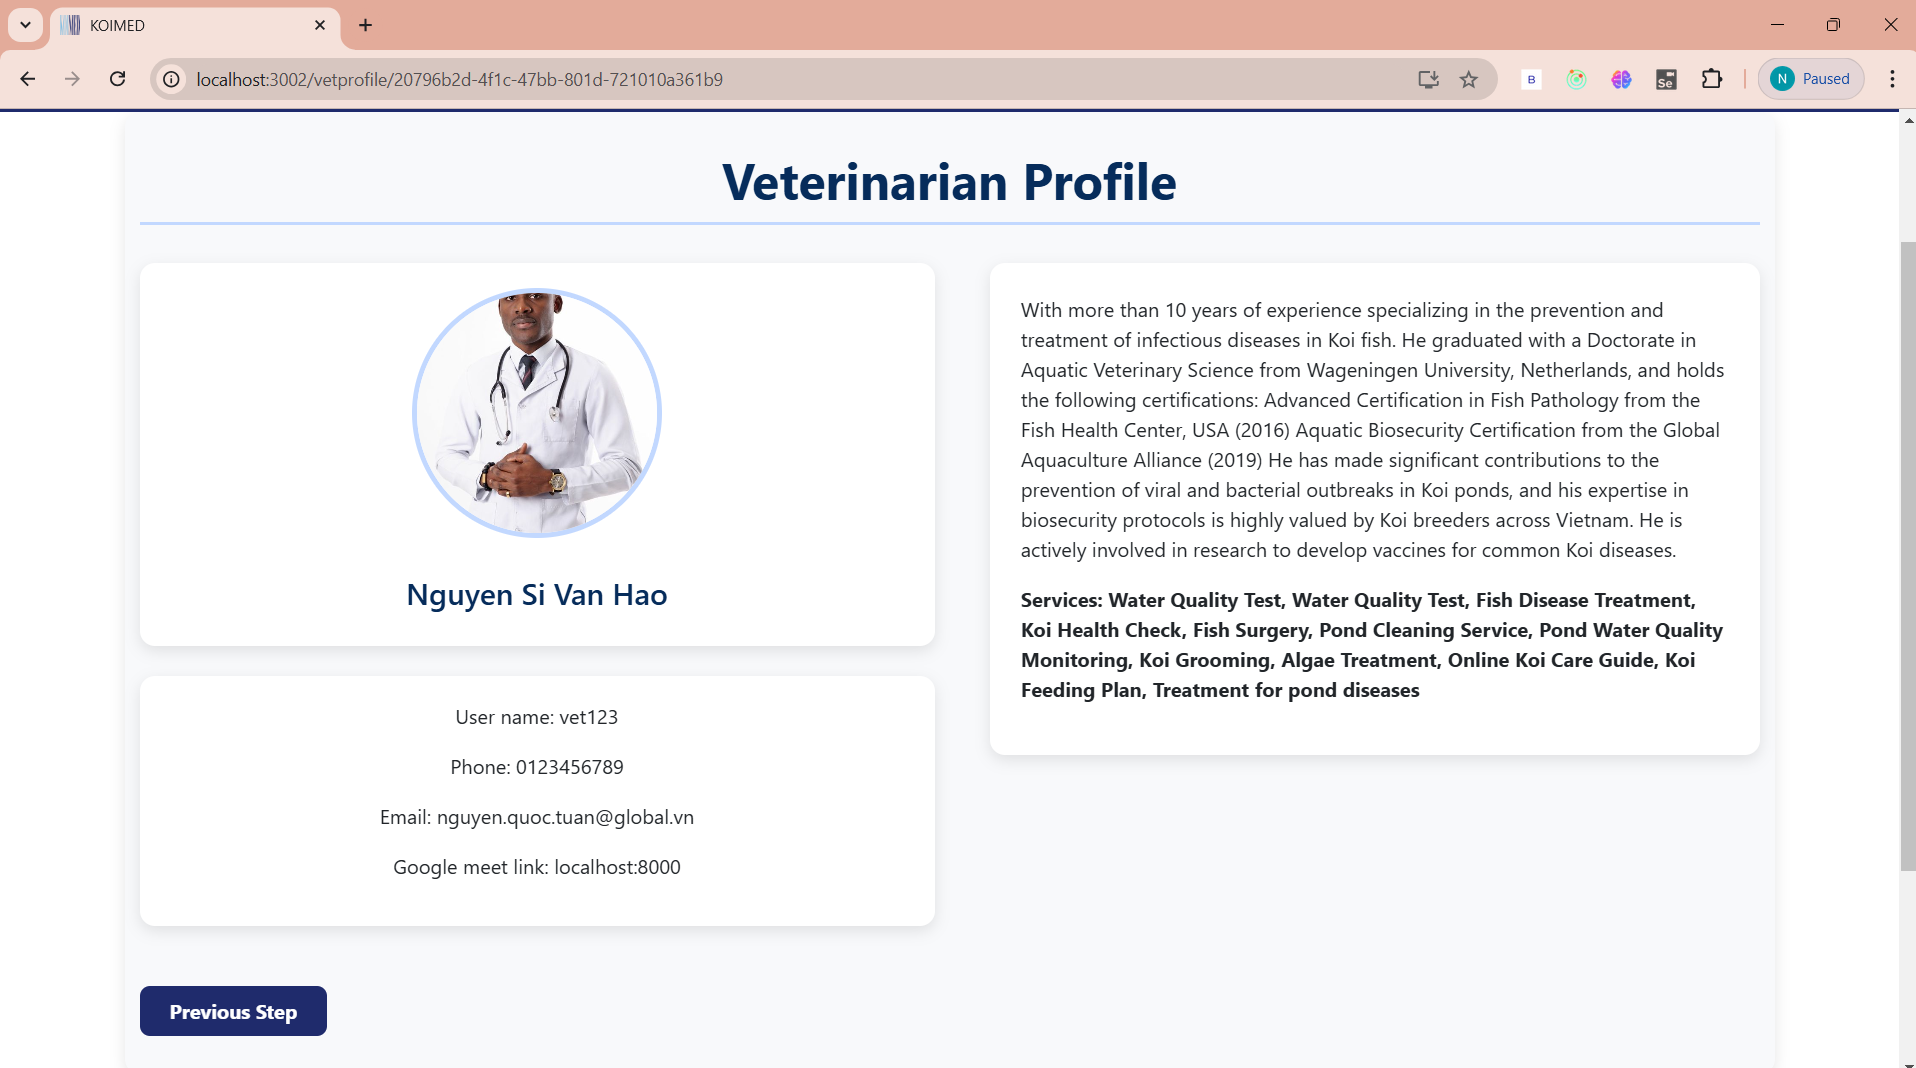 KOIMED
localhost:3002/vetprofile/20796b2d-4f1c-47bb-801d-721010a361b9
B
Se
N
Paused
Veterinarian Profile
Nguyen Si Van Hao
User name: vet123
Phone: 0123456789
Email: nguyen.quoc.tuan@global.vn
Google meet link: localhost:8000
With more than 10 years of experience specializing in the prevention and
treatment of infectious diseases in Koi fish. He graduated with a Doctorate in
Aquatic Veterinary Science from Wageningen University, Netherlands, and holds
the following certifications: Advanced Certification in Fish Pathology from the
Fish Health Center, USA (2016) Aquatic Biosecurity Certification from the Global
Aquaculture Alliance (2019) He has made significant contributions to the
prevention of viral and bacterial outbreaks in Koi ponds, and his expertise in
biosecurity protocols is highly valued by Koi breeders across Vietnam. He is
actively involved in research to develop vaccines for common Koi diseases.
Services: Water Quality Test, Water Quality Test, Fish Disease Treatment,
Koi Health Check, Fish Surgery, Pond Cleaning Service, Pond Water Quality
Monitoring, Koi Grooming, Algae Treatment, Online Koi Care Guide, Koi
Feeding Plan, Treatment for pond diseases
Previous Step